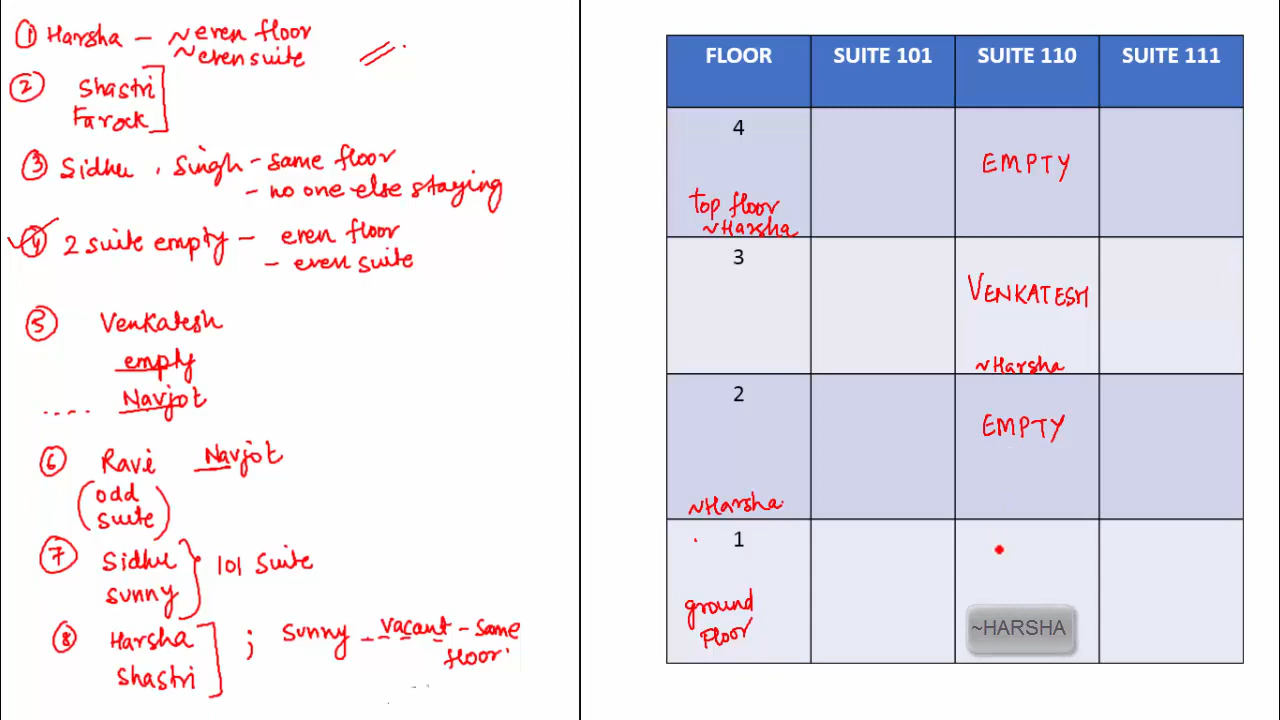 ① Harsha – ~even floor
~even suite
② Shastri
Farock
③ Sidhu , Singh - same floor
- no one else staying
④ 2 suite empty – even floor
- even suite
⑤ Venkatesh
empty
.... Navjot
⑥ Ravi Navjot
(odd
suite)
⑦ Sidhu
sunny } 101 suite
⑧ Harsha
shastri ] ; sunny - vacant - same
floor
FLOOR SUITE 101 SUITE 110 SUITE 111
4
EMPTY
top floor
~Harsha
3
VENKATESH
~Harsha
2
EMPTY
~Harsha
1
ground
Floor
~HARSHA